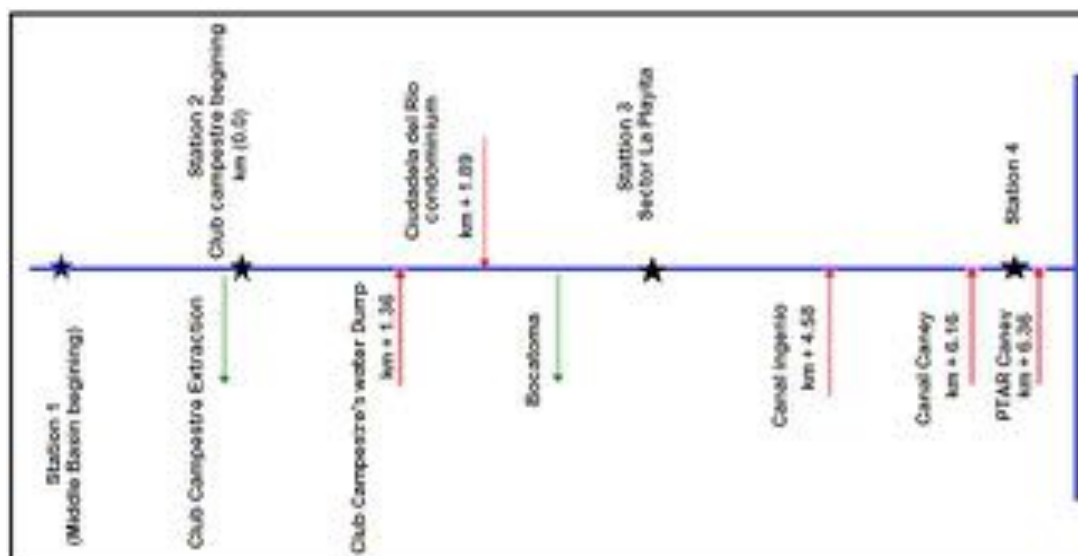 Station 1
(Middle Basin begining)
Club Campestre Extraction
Station 2
Club campestre begining
km (0.0)
Club Campestre's water Dump
km + 1.36
Ciudadela del Rio
condominium
km + 1.89
Bocatoma
Stattion 3
Sector La Playita
Canal Ingenio
km + 4.58
Canal Caney
km + 6.16
Station 4
PTAR Caney
km + 6.36